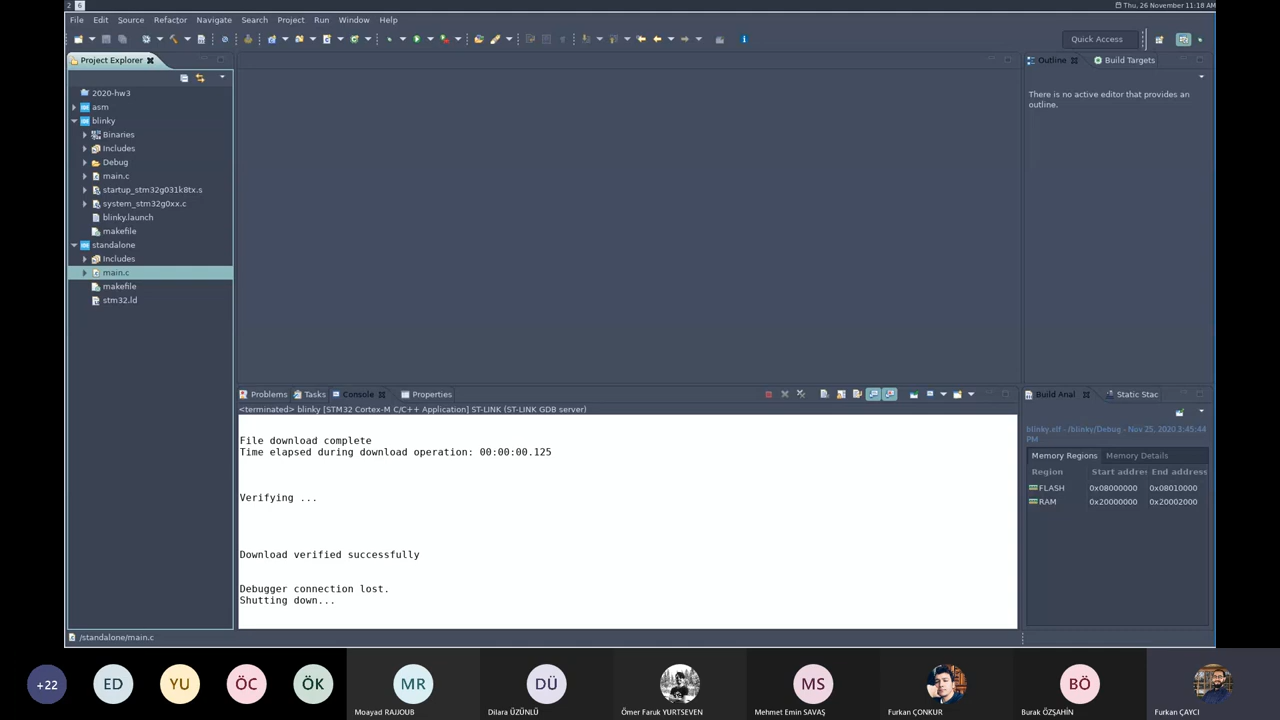 2 6
Thu, 26 November 11:18 AM
File Edit Source Refactor Navigate Search Project Run Window Help
Quick Access
Project Explorer
2020-hw3
asm
blinky
Binaries
Includes
Debug
main.c
startup_stm32g031k8tx.s
system_stm32g0xx.c
blinky.launch
makefile
standalone
Includes
main.c
makefile
stm32.ld
Outline
Build Targets
There is no active editor that provides an
outline.
Problems Tasks Console Properties
<terminated> blinky [STM32 Cortex-M C/C++ Application] ST-LINK (ST-LINK GDB server)
File download complete
Time elapsed during download operation: 00:00:00.125
Verifying ...
Download verified successfully
Debugger connection lost.
Shutting down...
Build Anal
Static Stac
blinky.elf - /blinky/Debug - Nov 25, 2020 3:45:44
PM
Memory Regions Memory Details
Region Start addre End address
FLASH 0x08000000 0x08010000
RAM 0x20000000 0x20002000
/standalone/main.c
+22
ED
YU
ÖC
ÖK
MR
Moayad RAJJOUB
DÜ
Dilara ÜZÜNLÜ
Ömer Faruk YURTSEVEN
MS
Mehmet Emin SAVAŞ
Furkan ÇONKUR
BÖ
Burak ÖZŞAHİN
Furkan ÇAYCI